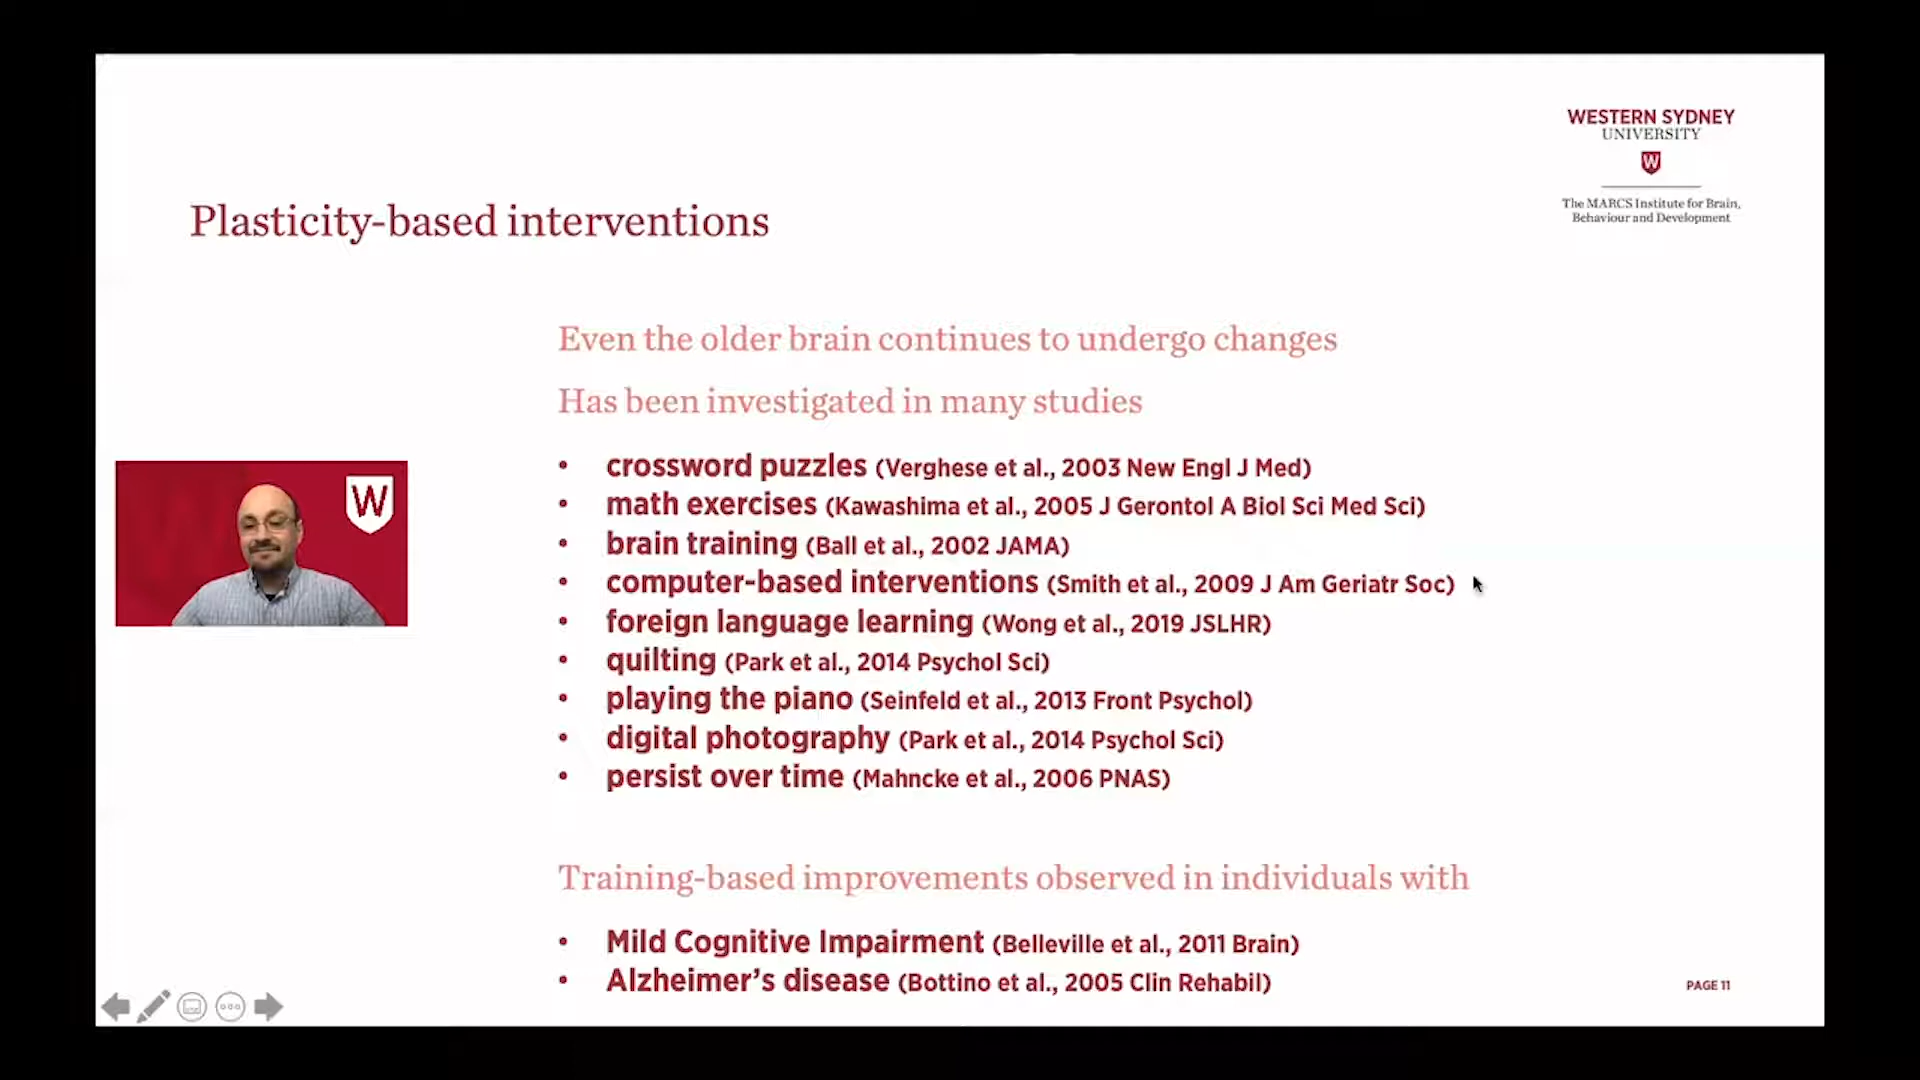 WESTERN SYDNEY
UNIVERSITY
W
The MARCS Institute for Brain,
Behaviour and Development
Plasticity-based interventions
Even the older brain continues to undergo changes
Has been investigated in many studies
• crossword puzzles (Verghese et al., 2003 New Engl J Med)
• math exercises (Kawashima et al., 2005 J Gerontol A Biol Sci Med Sci)
• brain training (Ball et al., 2002 JAMA)
• computer-based interventions (Smith et al., 2009 J Am Geriatr Soc)
• foreign language learning (Wong et al., 2019 JSLHR)
• quilting (Park et al., 2014 Psychol Sci)
• playing the piano (Seinfeld et al., 2013 Front Psychol)
• digital photography (Park et al., 2014 Psychol Sci)
• persist over time (Mahncke et al., 2006 PNAS)
W
Training-based improvements observed in individuals with
• Mild Cognitive Impairment (Belleville et al., 2011 Brain)
• Alzheimer's disease (Bottino et al., 2005 Clin Rehabil)
PAGE 11